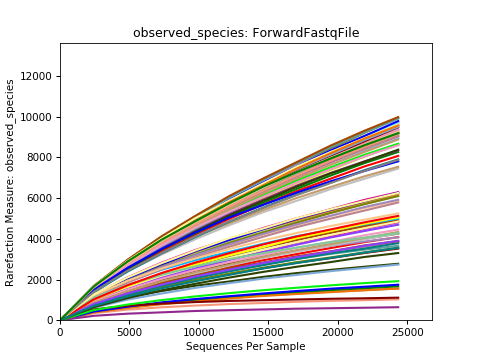 observed_species: ForwardFastqFile
Rarefaction Measure: observed_species
12000
10000
8000
6000
4000
2000
0
0 5000 10000 15000 20000 25000
Sequences Per Sample